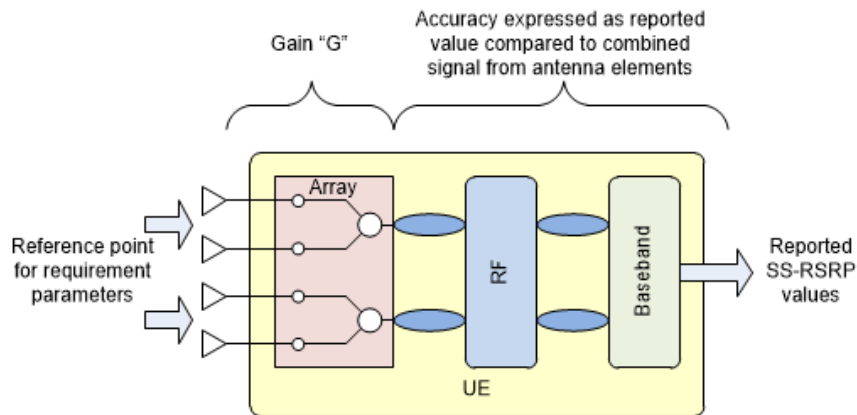 Gain “G”
Accuracy expressed as reported
value compared to combined
signal from antenna elements
Array
Reference point
for requirement
parameters
RF
Baseband
Reported
SS-RSRP
values
UE